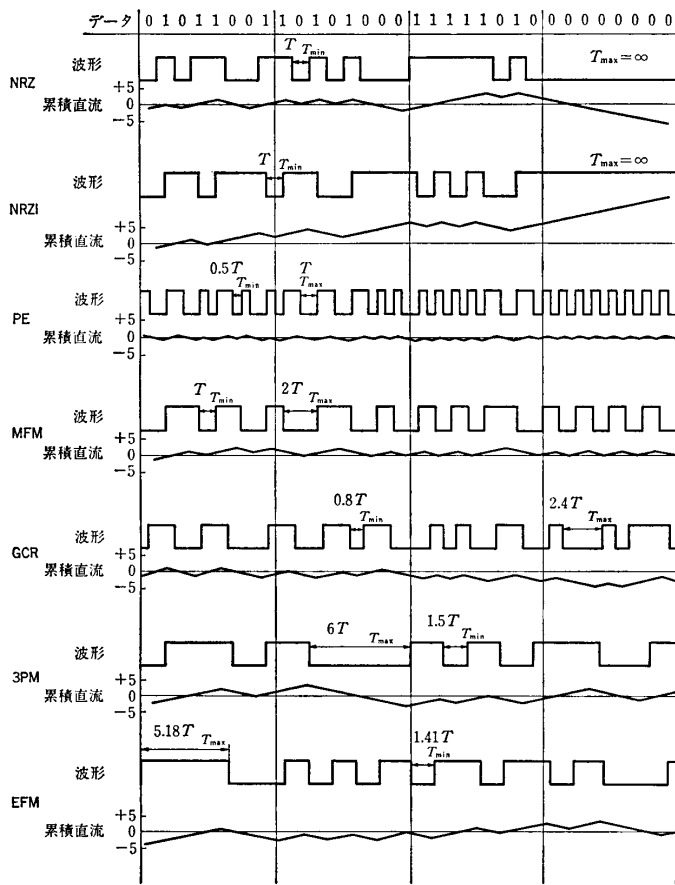 データ 0 1 0 1 1 0 0 1 1 0 1 0 1 0 0 0 1 1 1 1 1 0 1 0 0 0 0 0 0 0 0 0
NRZ
波形
T Tmin
Tmax=∞
累積直流
+5
0
−5
NRZI
波形
T Tmin
Tmax=∞
累積直流
+5
0
−5
PE
波形
0.5T Tmin
T Tmax
累積直流
+5
0
−5
MFM
波形
T Tmin
2T Tmax
累積直流
+5
0
−5
GCR
波形
0.8T Tmin
2.4T Tmax
累積直流
+5
0
−5
3PM
波形
6T Tmax
1.5T Tmin
累積直流
+5
0
−5
EFM
波形
5.18T Tmax
1.41T Tmin
累積直流
+5
0
−5